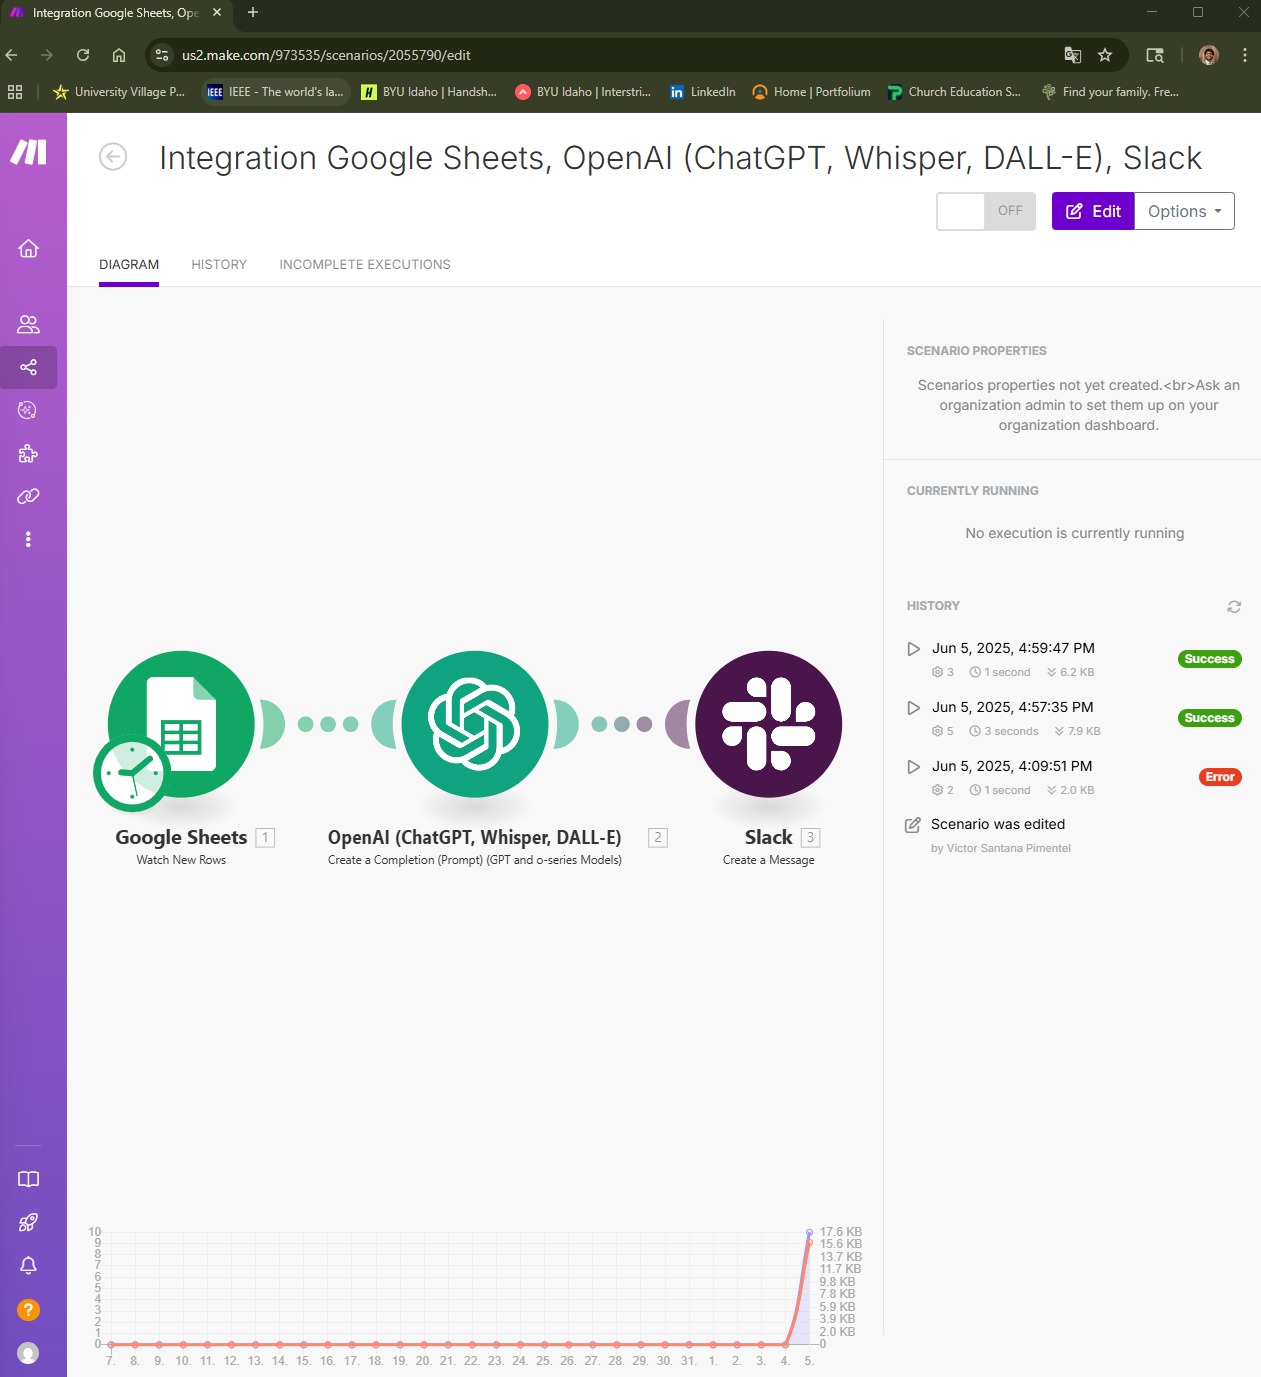 Integration Google Sheets, Ope
us2.make.com/973535/scenarios/2055790/edit
University Village P...
IEEE
IEEE - The world's la...
BYU Idaho | Handsh...
BYU Idaho | Interstri...
LinkedIn
Home | Portfolium
Church Education S...
Find your family. Fre...
Integration Google Sheets, OpenAI (ChatGPT, Whisper, DALL-E), Slack
OFF
Edit
Options
DIAGRAM
HISTORY
INCOMPLETE EXECUTIONS
SCENARIO PROPERTIES
Scenarios properties not yet created.<br>Ask an
organization admin to set them up on your
organization dashboard.
CURRENTLY RUNNING
No execution is currently running
HISTORY
Jun 5, 2025, 4:59:47 PM
Success
3 1 second 6.2 KB
Jun 5, 2025, 4:57:35 PM
Success
5 3 seconds 7.9 KB
Jun 5, 2025, 4:09:51 PM
Error
2 1 second 2.0 KB
Scenario was edited
by Victor Santana Pimentel
Google Sheets 1
Watch New Rows
OpenAI (ChatGPT, Whisper, DALL-E) 2
Create a Completion (Prompt) (GPT and o-series Models)
Slack 3
Create a Message
?
10
9
8
7
6
5
4
3
2
1
0
17.6 KB
15.6 KB
13.7 KB
11.7 KB
9.8 KB
7.8 KB
5.9 KB
3.9 KB
2.0 KB
0
7. 8. 9. 10. 11. 12. 13. 14. 15. 16. 17. 18. 19. 20. 21. 22. 23. 24. 25. 26. 27. 28. 29. 30. 31. 1. 2. 3. 4. 5.